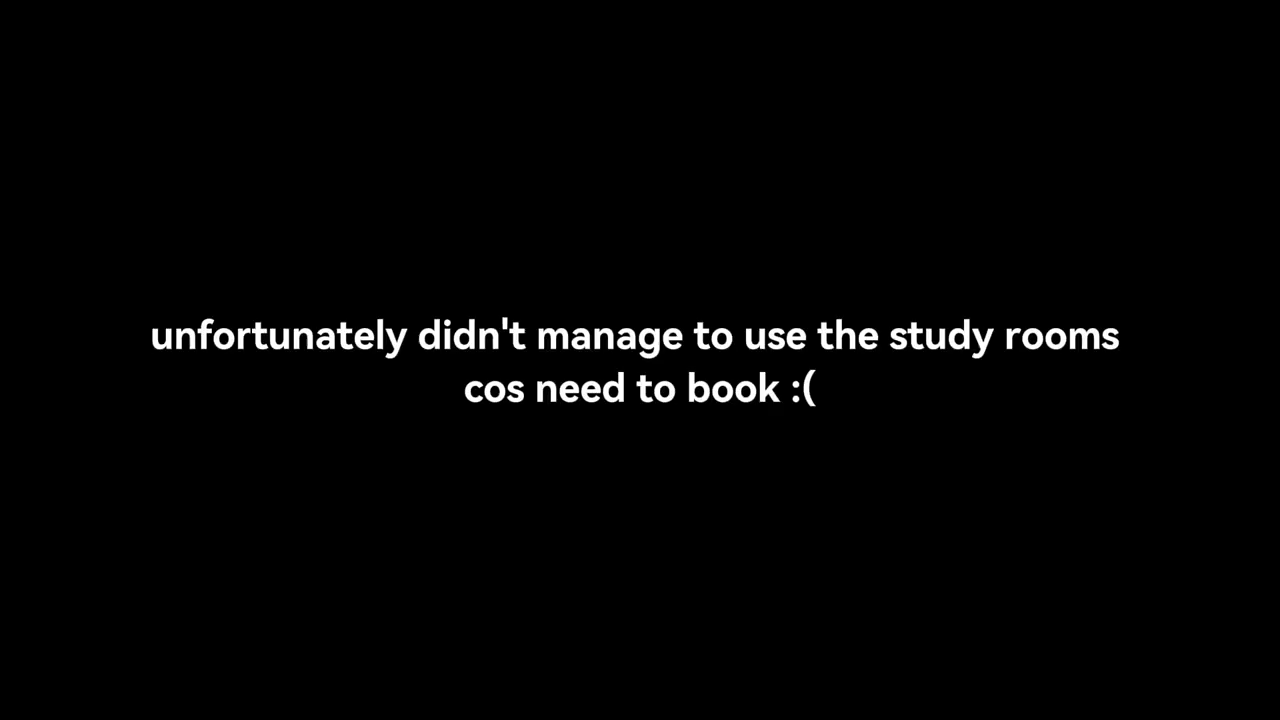 unfortunately didn't manage to use the study rooms
cos need to book :(